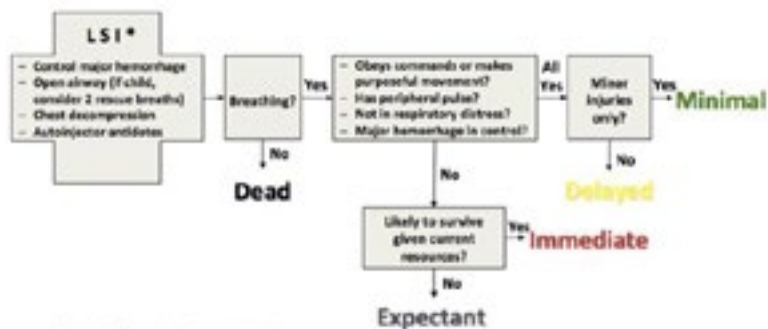 LSI*
– Control major hemorrhage
– Open airway (if child,
consider 2 rescue breaths)
– Chest decompression
– Autoinjector antidotes
Breathing?
Yes
No
Dead
– Obeys commands or makes
purposeful movement?
– Has peripheral pulse?
– Not in respiratory distress?
– Major hemorrhage in control?
All
Yes
Minor
injuries
only?
Yes
Minimal
No
Delayed
No
Likely to survive
given current
resources?
Yes
Immediate
No
Expectant